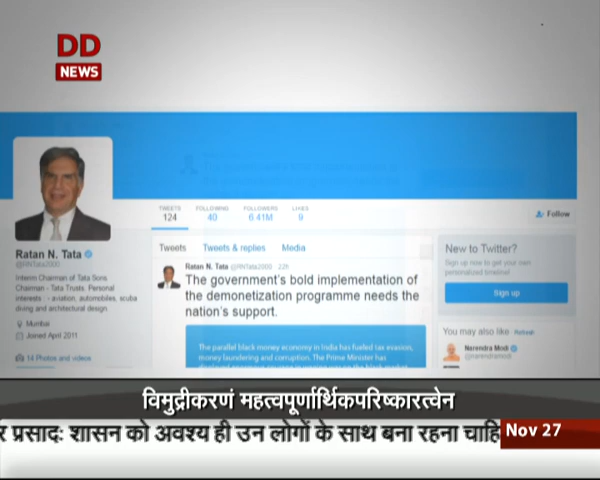 DD
NEWS
TWEETS FOLLOWING FOLLOWERS LIKES
124 40 6.41M 9
Follow
Ratan N. Tata
@RNTata2000
Interim Chairman of Tata Sons
Chairman - Tata Trusts. Personal
interests : - aviation, automobiles, scuba
diving and architectural design
Mumbai
Joined April 2011
14 Photos and videos
Tweets Tweets & replies Media
Ratan N. Tata @RNTata2000 22h
The government's bold implementation of
the demonetization programme needs the
nation's support.
The parallel black money economy in India has fueled tax evasion,
money laundering and corruption. The Prime Minister has
New to Twitter?
Sign up now to get your own
personalized timeline!
Sign up
You may also like Refresh
Narendra Modi
@narendramodi
विमुद्रीकरणं महत्वपूर्णार्थिकपरिष्कारत्वेन
र प्रसादः शासन को अवश्य ही उन लोगों के साथ बना रहना चाहि
Nov 27